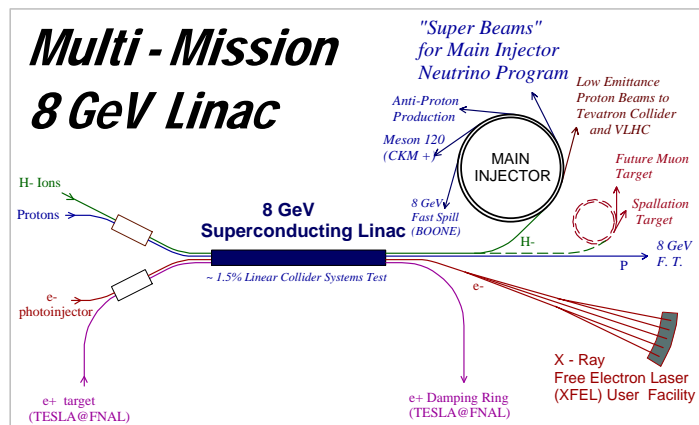 Multi - Mission
8 GeV Linac
"Super Beams"
for Main Injector
Neutrino Program
Low Emittance
Proton Beams to
Tevatron Collider
and VLHC
Anti-Proton
Production
Meson 120
(CKM +)
MAIN
INJECTOR
Future Muon
Target
Spallation
Target
8 GeV
Fast Spill
(BOONE)
H- Ions
Protons
8 GeV
Superconducting Linac
H-
~ 1.5% Linear Collider Systems Test
P
8 GeV
F. T.
e-
photoinjector
e-
X - Ray
Free Electron Laser
(XFEL) User Facility
e+ target
(TESLA@FNAL)
e+ Damping Ring
(TESLA@FNAL)